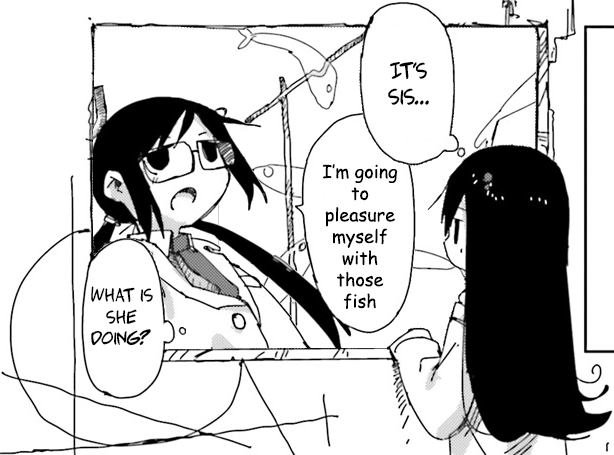 IT'S
SIS...
I'm going
to
pleasure
myself
with
those
fish
WHAT IS
SHE
DOING?